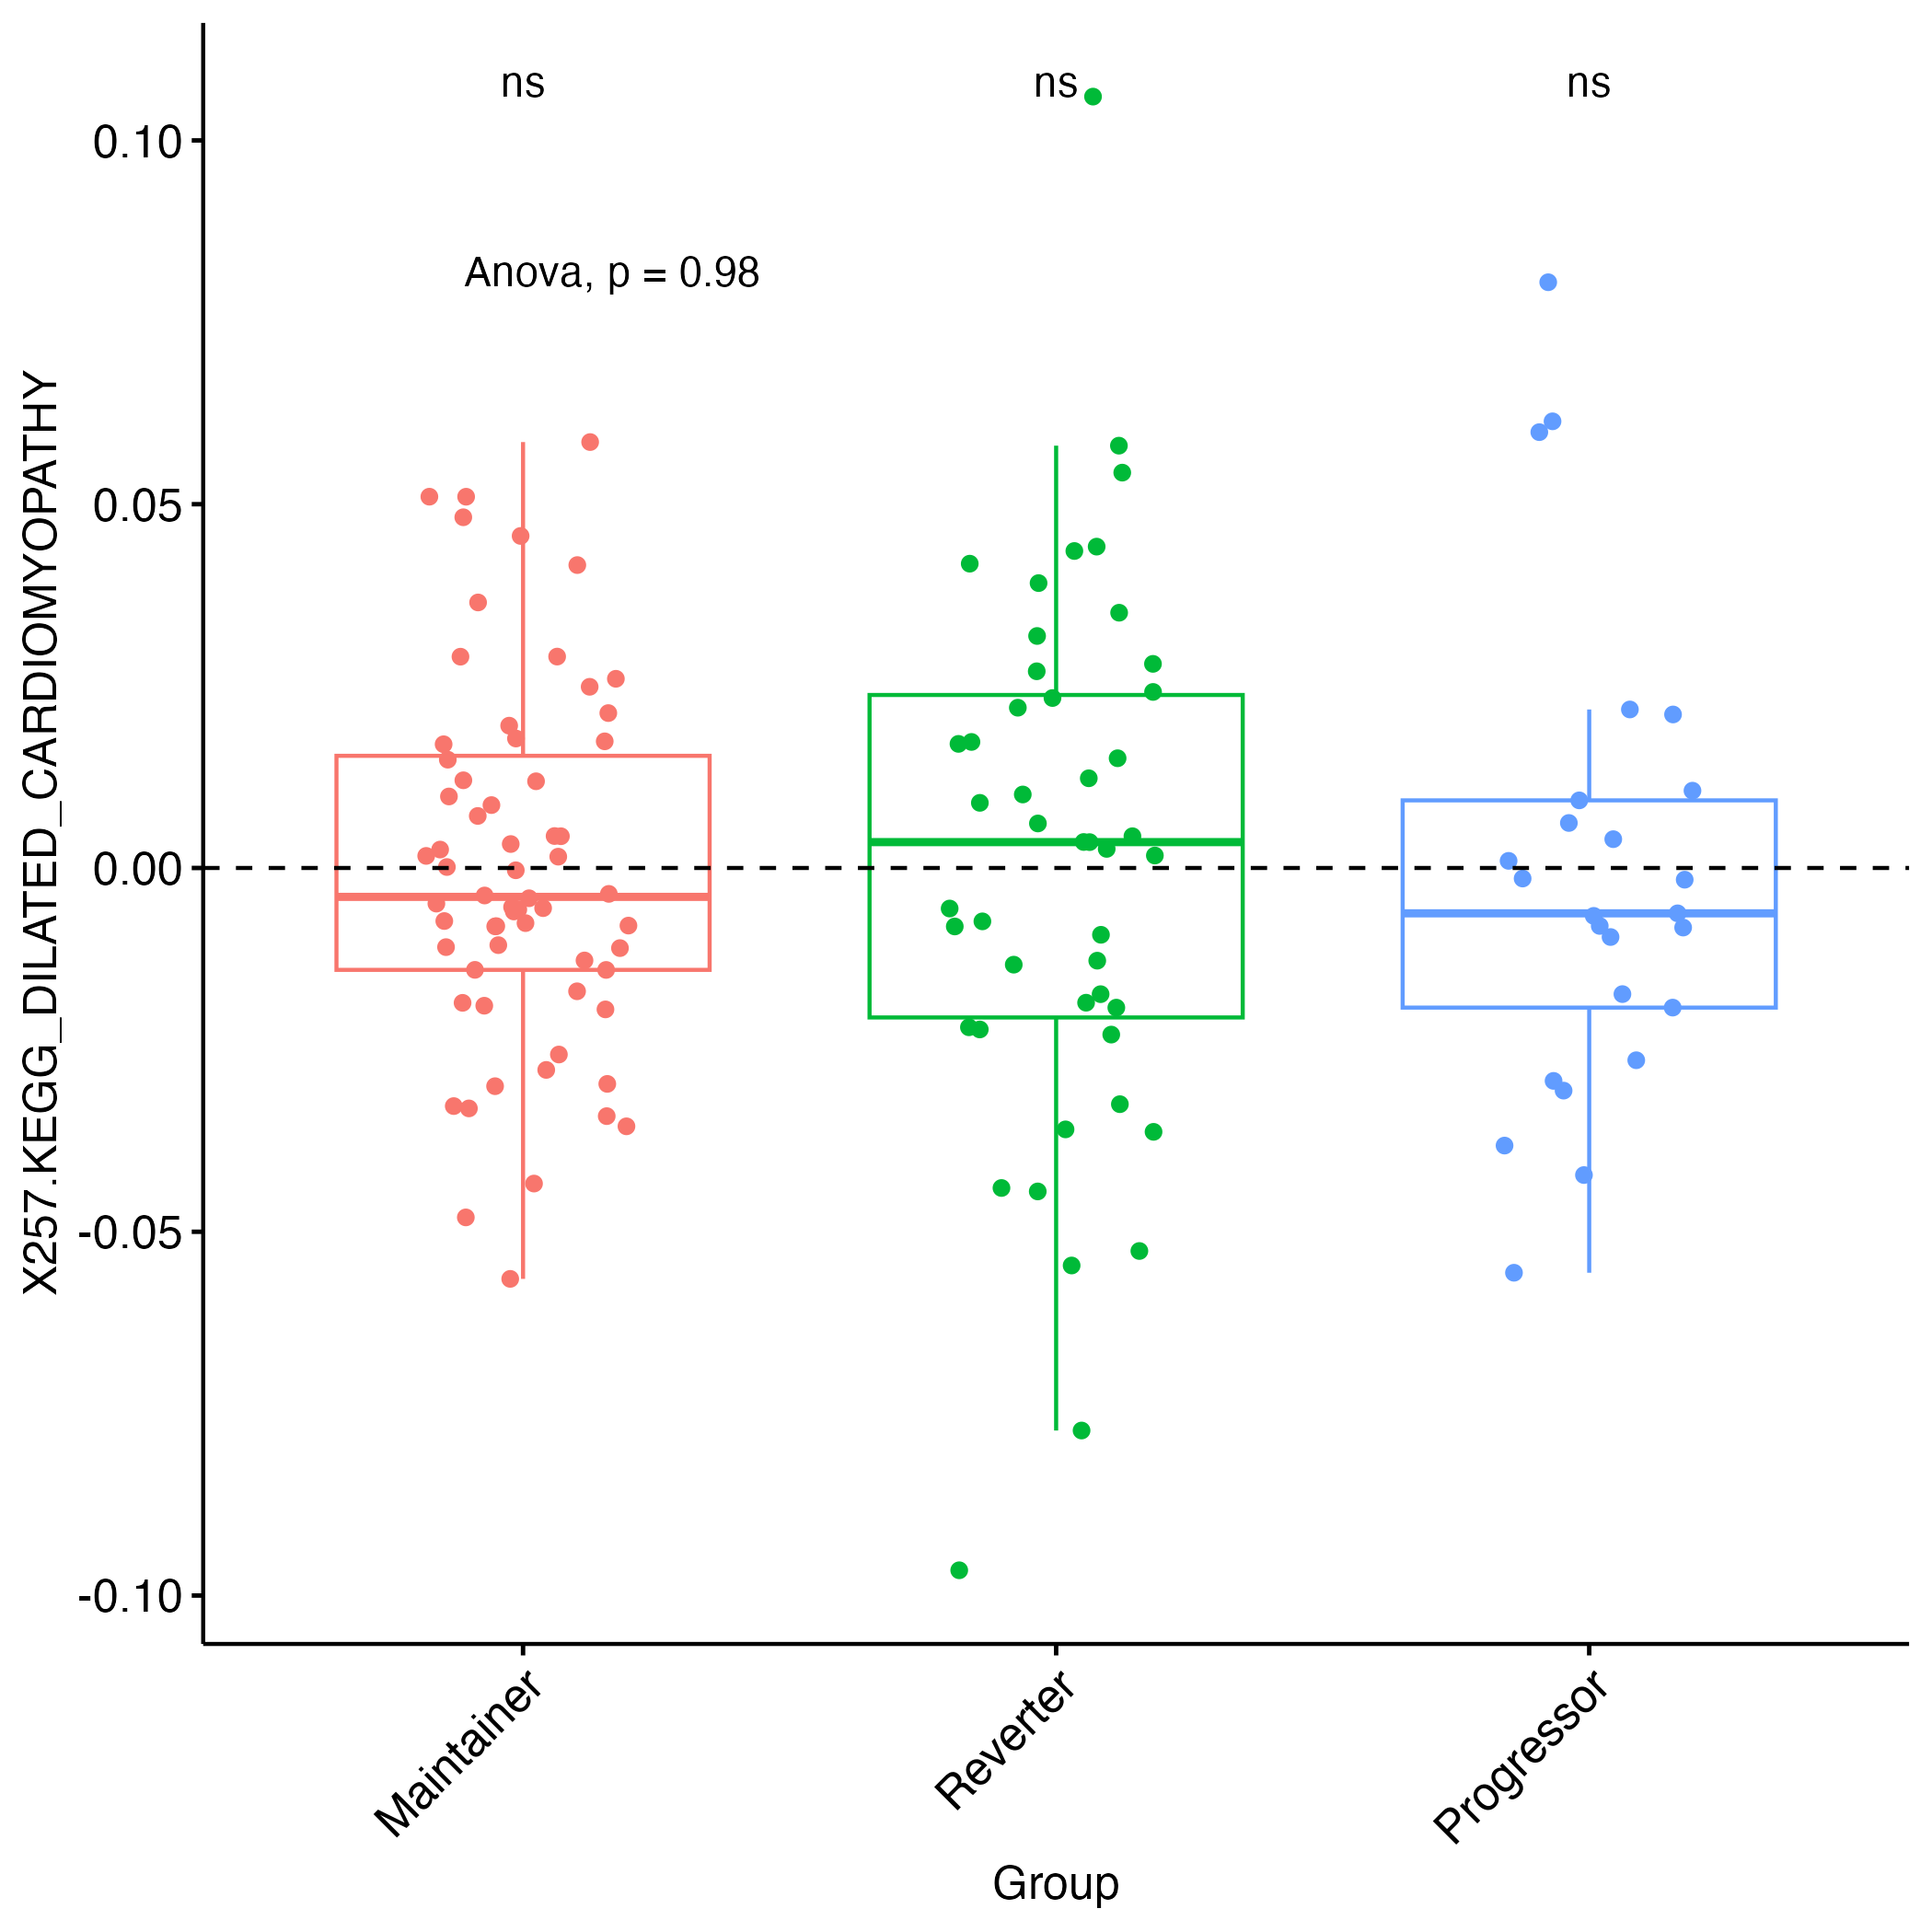 ns ns ns
Anova, p = 0.98
X257.KEGG_DILATED_CARDIOMYOPATHY
0.10
0.05
0.00
-0.05
-0.10
Maintainer
Reverter
Progressor
Group